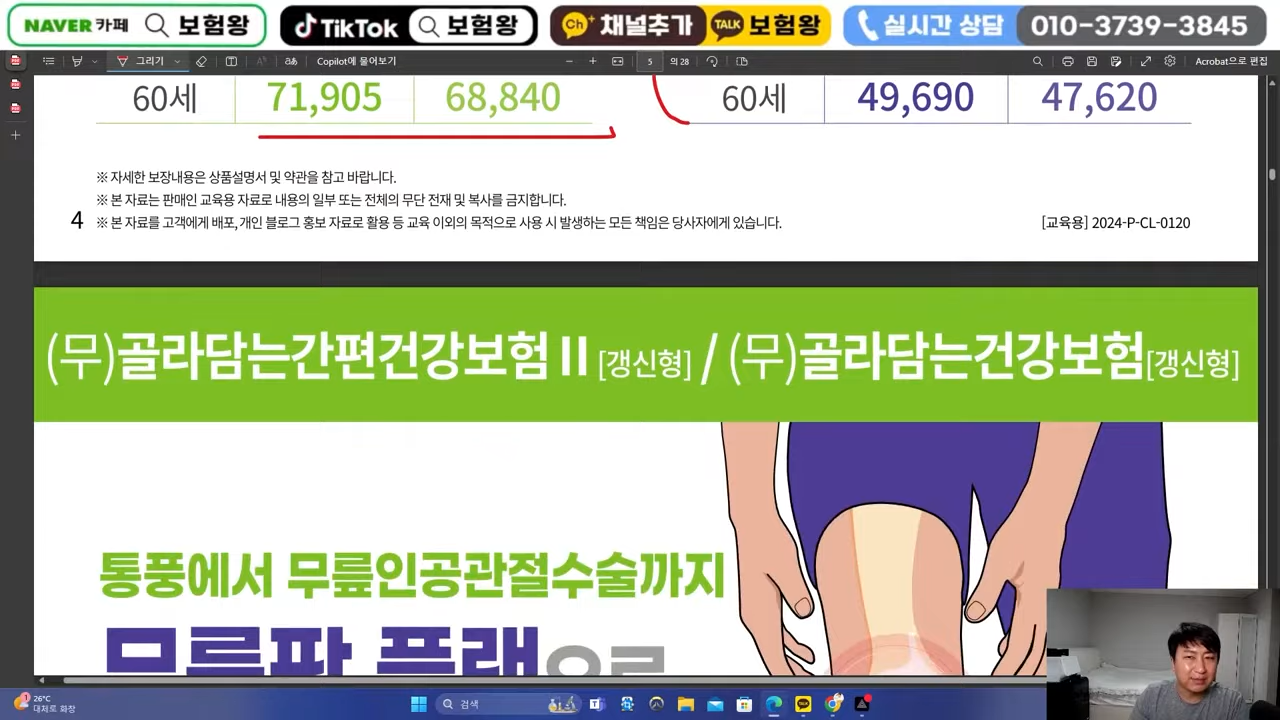 NAVER 카페 보험왕 TikTok 보험왕 Ch+ 채널추가 TALK 보험왕 실시간 상담 010-3739-3845
그리기 Copilot에 물어보기 5 의 28 Acrobat으로 편집
60세 71,905 68,840 60세 49,690 47,620
※ 자세한 보장내용은 상품설명서 및 약관을 참고 바랍니다.
※ 본 자료는 판매인 교육용 자료로 내용의 일부 또는 전체의 무단 전재 및 복사를 금지합니다.
4 ※ 본 자료를 고객에게 배포, 개인 블로그 홍보 자료로 활용 등 교육 이외의 목적으로 사용 시 발생하는 모든 책임은 당사자에게 있습니다. [교육용] 2024-P-CL-0120
(무)골라담는간편건강보험 II [갱신형] / (무)골라담는건강보험[갱신형]
통풍에서 무릎인공관절수술까지
무릎팍 플랜으로
26°C
대체로 화창
검색